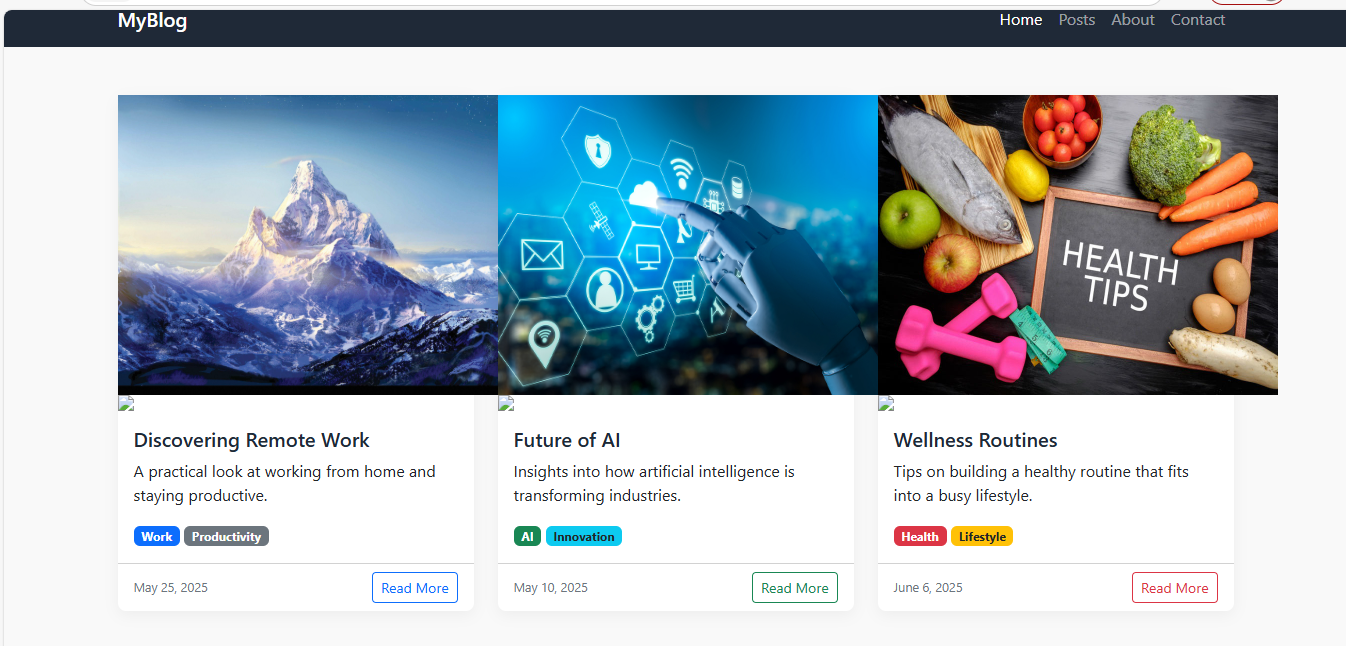 MyBlog
Home Posts About Contact
HEALTH
TIPS
Discovering Remote Work
A practical look at working from home and
staying productive.
Work Productivity
May 25, 2025 Read More
Future of AI
Insights into how artificial intelligence is
transforming industries.
AI Innovation
May 10, 2025 Read More
Wellness Routines
Tips on building a healthy routine that fits
into a busy lifestyle.
Health Lifestyle
June 6, 2025 Read More